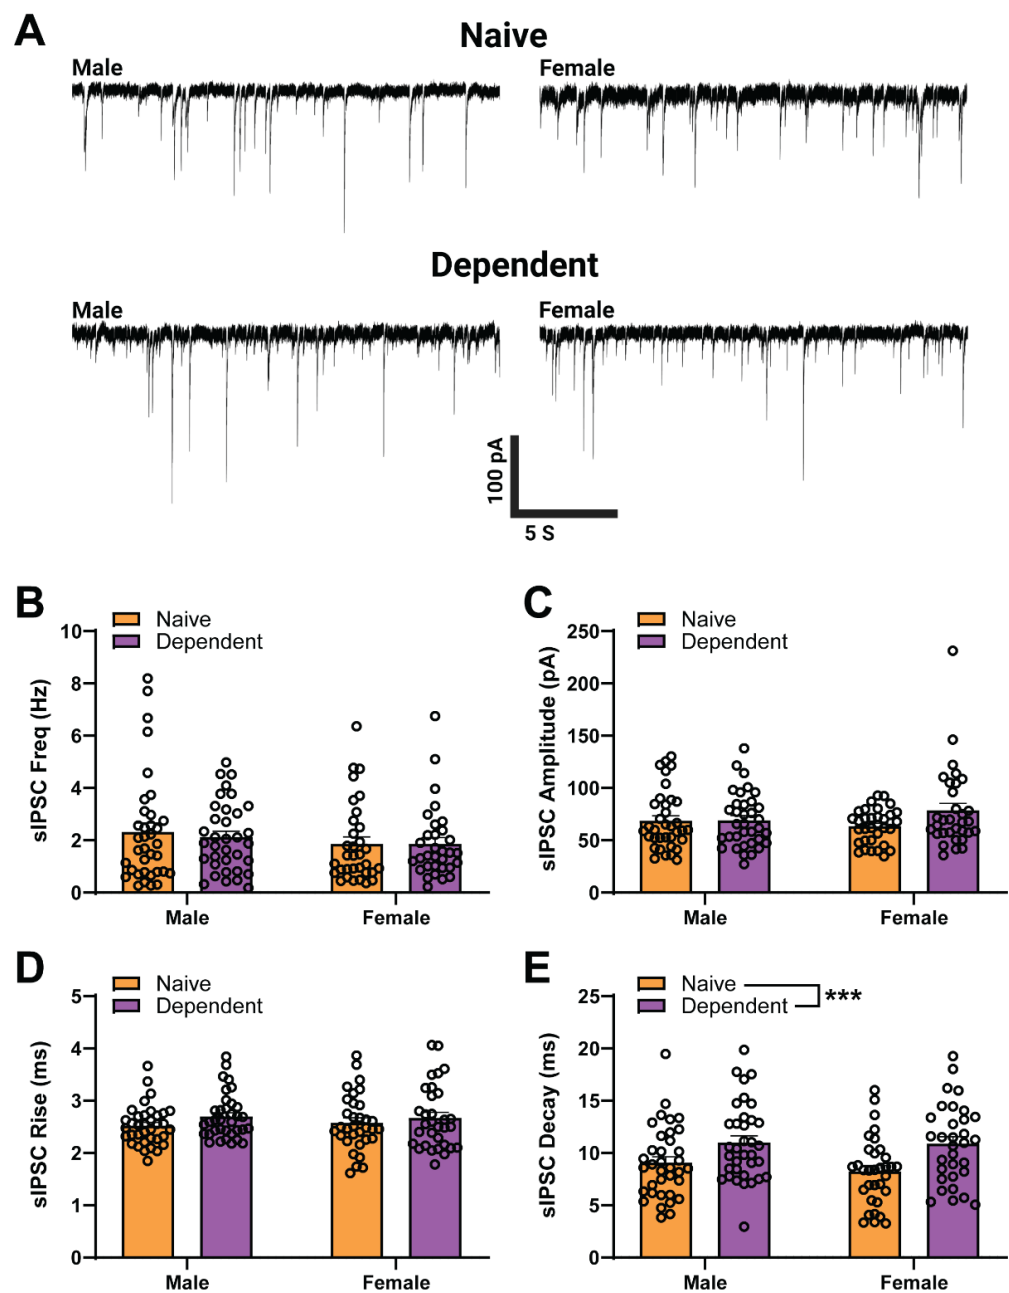 A
Naive
Male
Female
Dependent
Male
Female
100 pA
5 S
B
Naive
Dependent
sIPSC Freq (Hz)
10
8
6
4
2
0
Male
Female
C
Naive
Dependent
sIPSC Amplitude (pA)
250
200
150
100
50
0
Male
Female
D
Naive
Dependent
sIPSC Rise (ms)
5
4
3
2
1
0
Male
Female
E
Naive
Dependent
***
sIPSC Decay (ms)
25
20
15
10
5
0
Male
Female